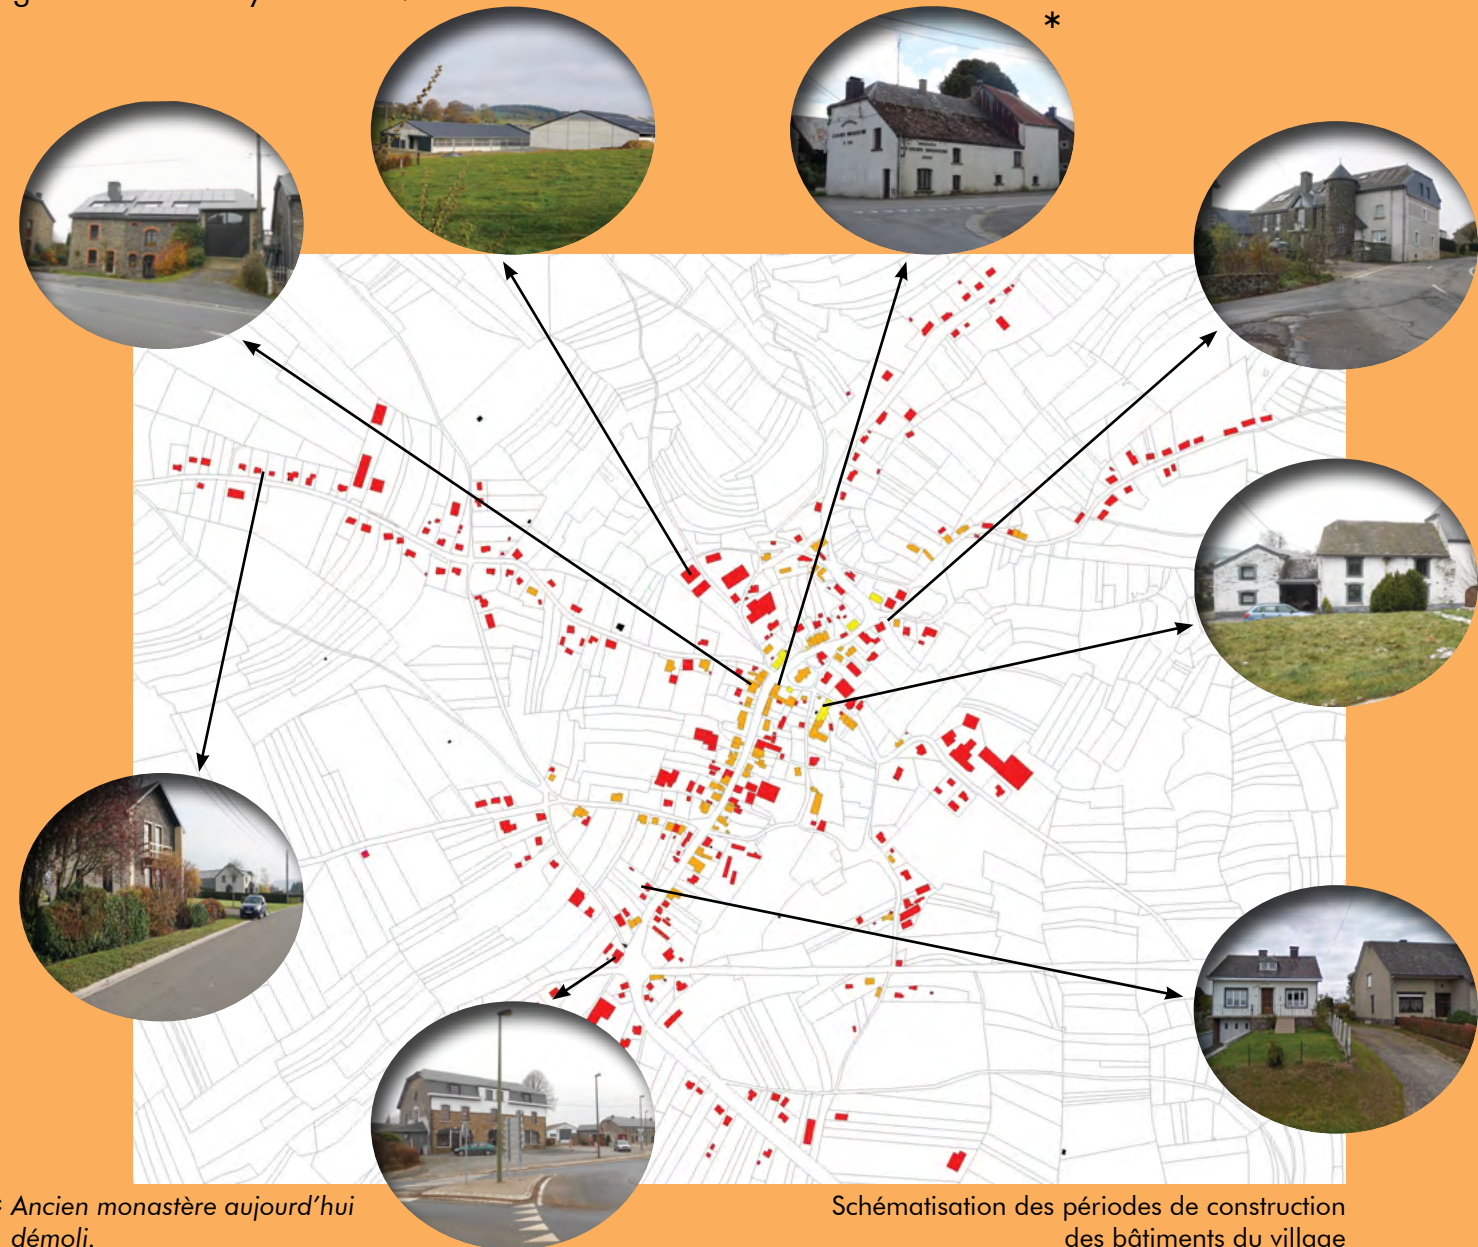 *
* Ancien monastère aujourd'hui
démoli.
Schématisation des périodes de construction
des bâtiments du village